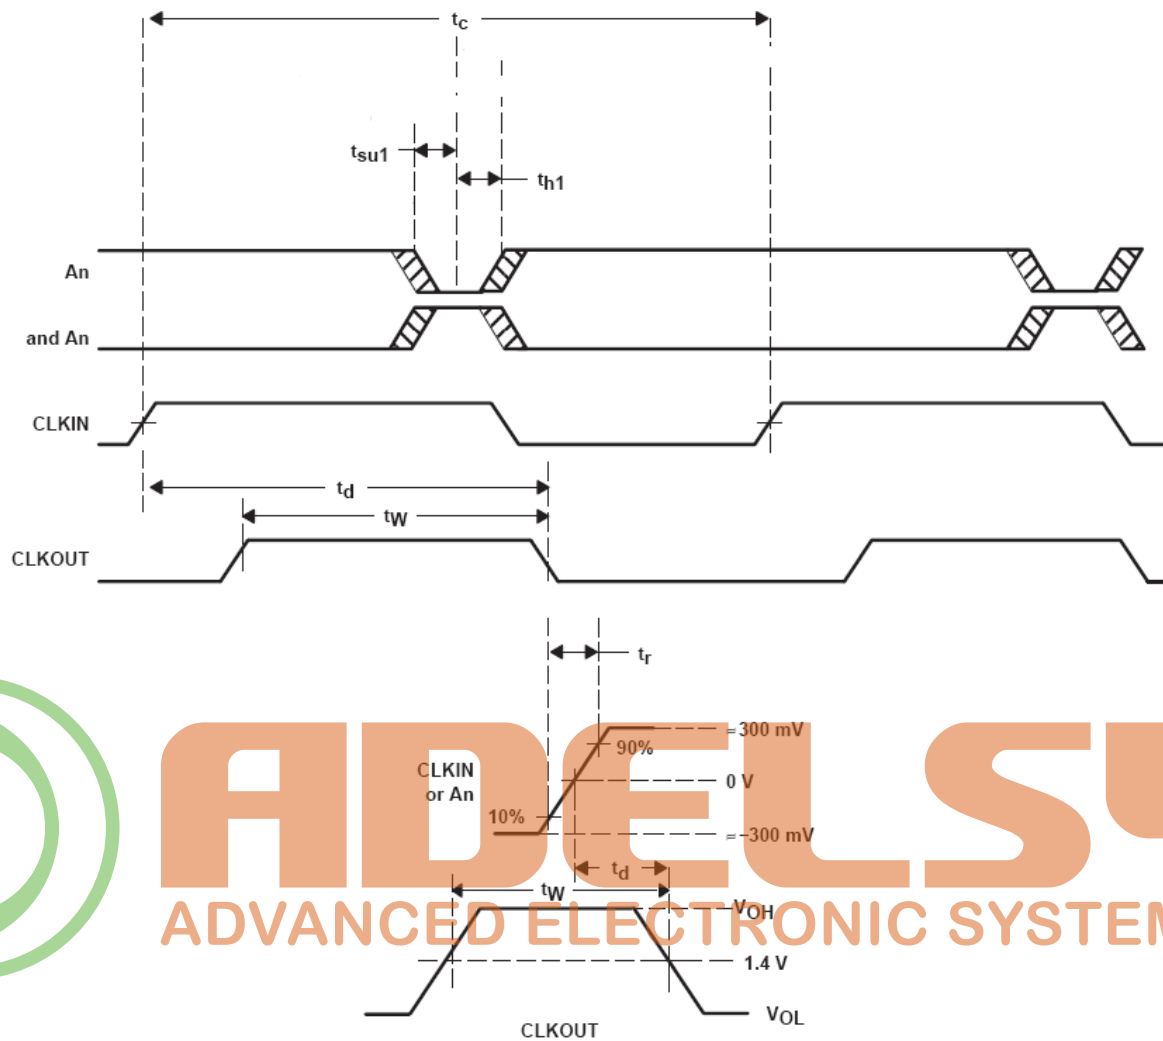 tc
tsu1
th1
An
and An
CLKIN
td
tW
CLKOUT
tr
≈ 300 mV
90%
CLKIN
or An
0 V
10%
≈ −300 mV
td
tW
VOH
1.4 V
VOL
CLKOUT
ADELSY
ADVANCED ELECTRONIC SYSTEM